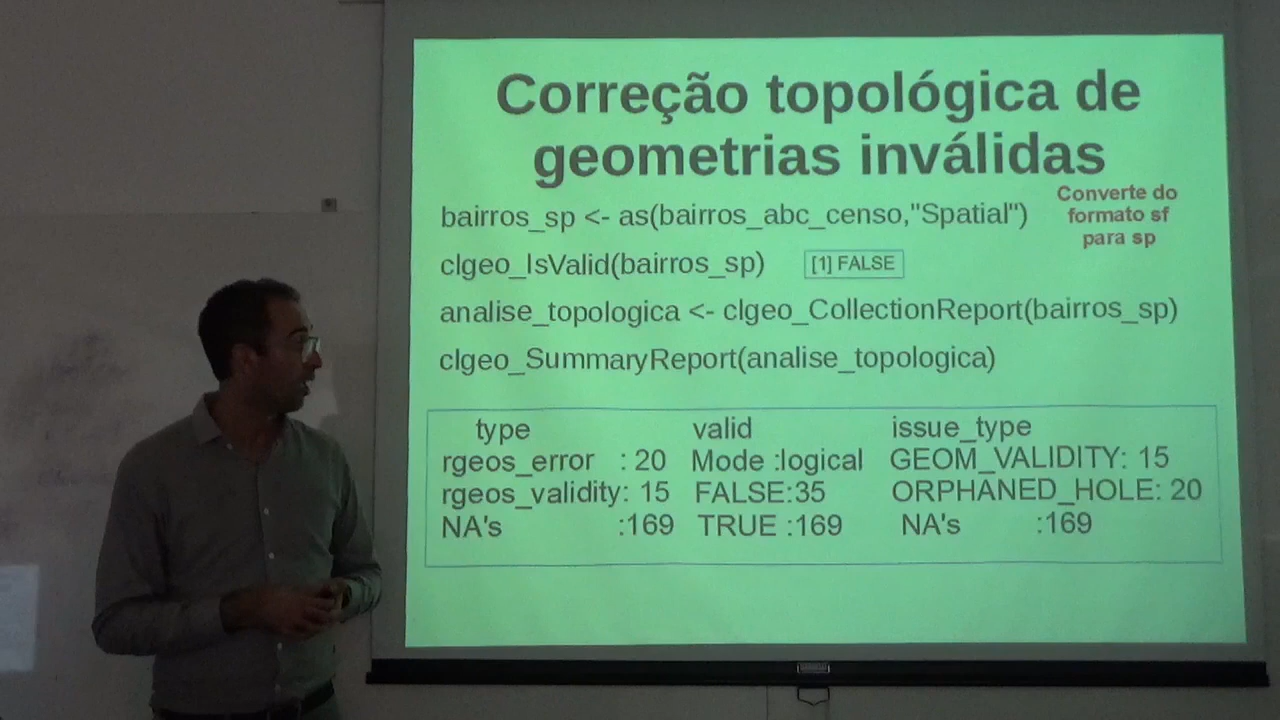 Correção topológica de
geometrias inválidas
Converte do
formato sf
para sp
bairros_sp <- as(bairros_abc_censo,"Spatial")
clgeo_IsValid(bairros_sp) [1] FALSE
analise_topologica <- clgeo_CollectionReport(bairros_sp)
clgeo_SummaryReport(analise_topologica)
type valid issue_type
rgeos_error : 20 Mode :logical GEOM_VALIDITY: 15
rgeos_validity: 15 FALSE:35 ORPHANED_HOLE: 20
NA's :169 TRUE :169 NA's :169